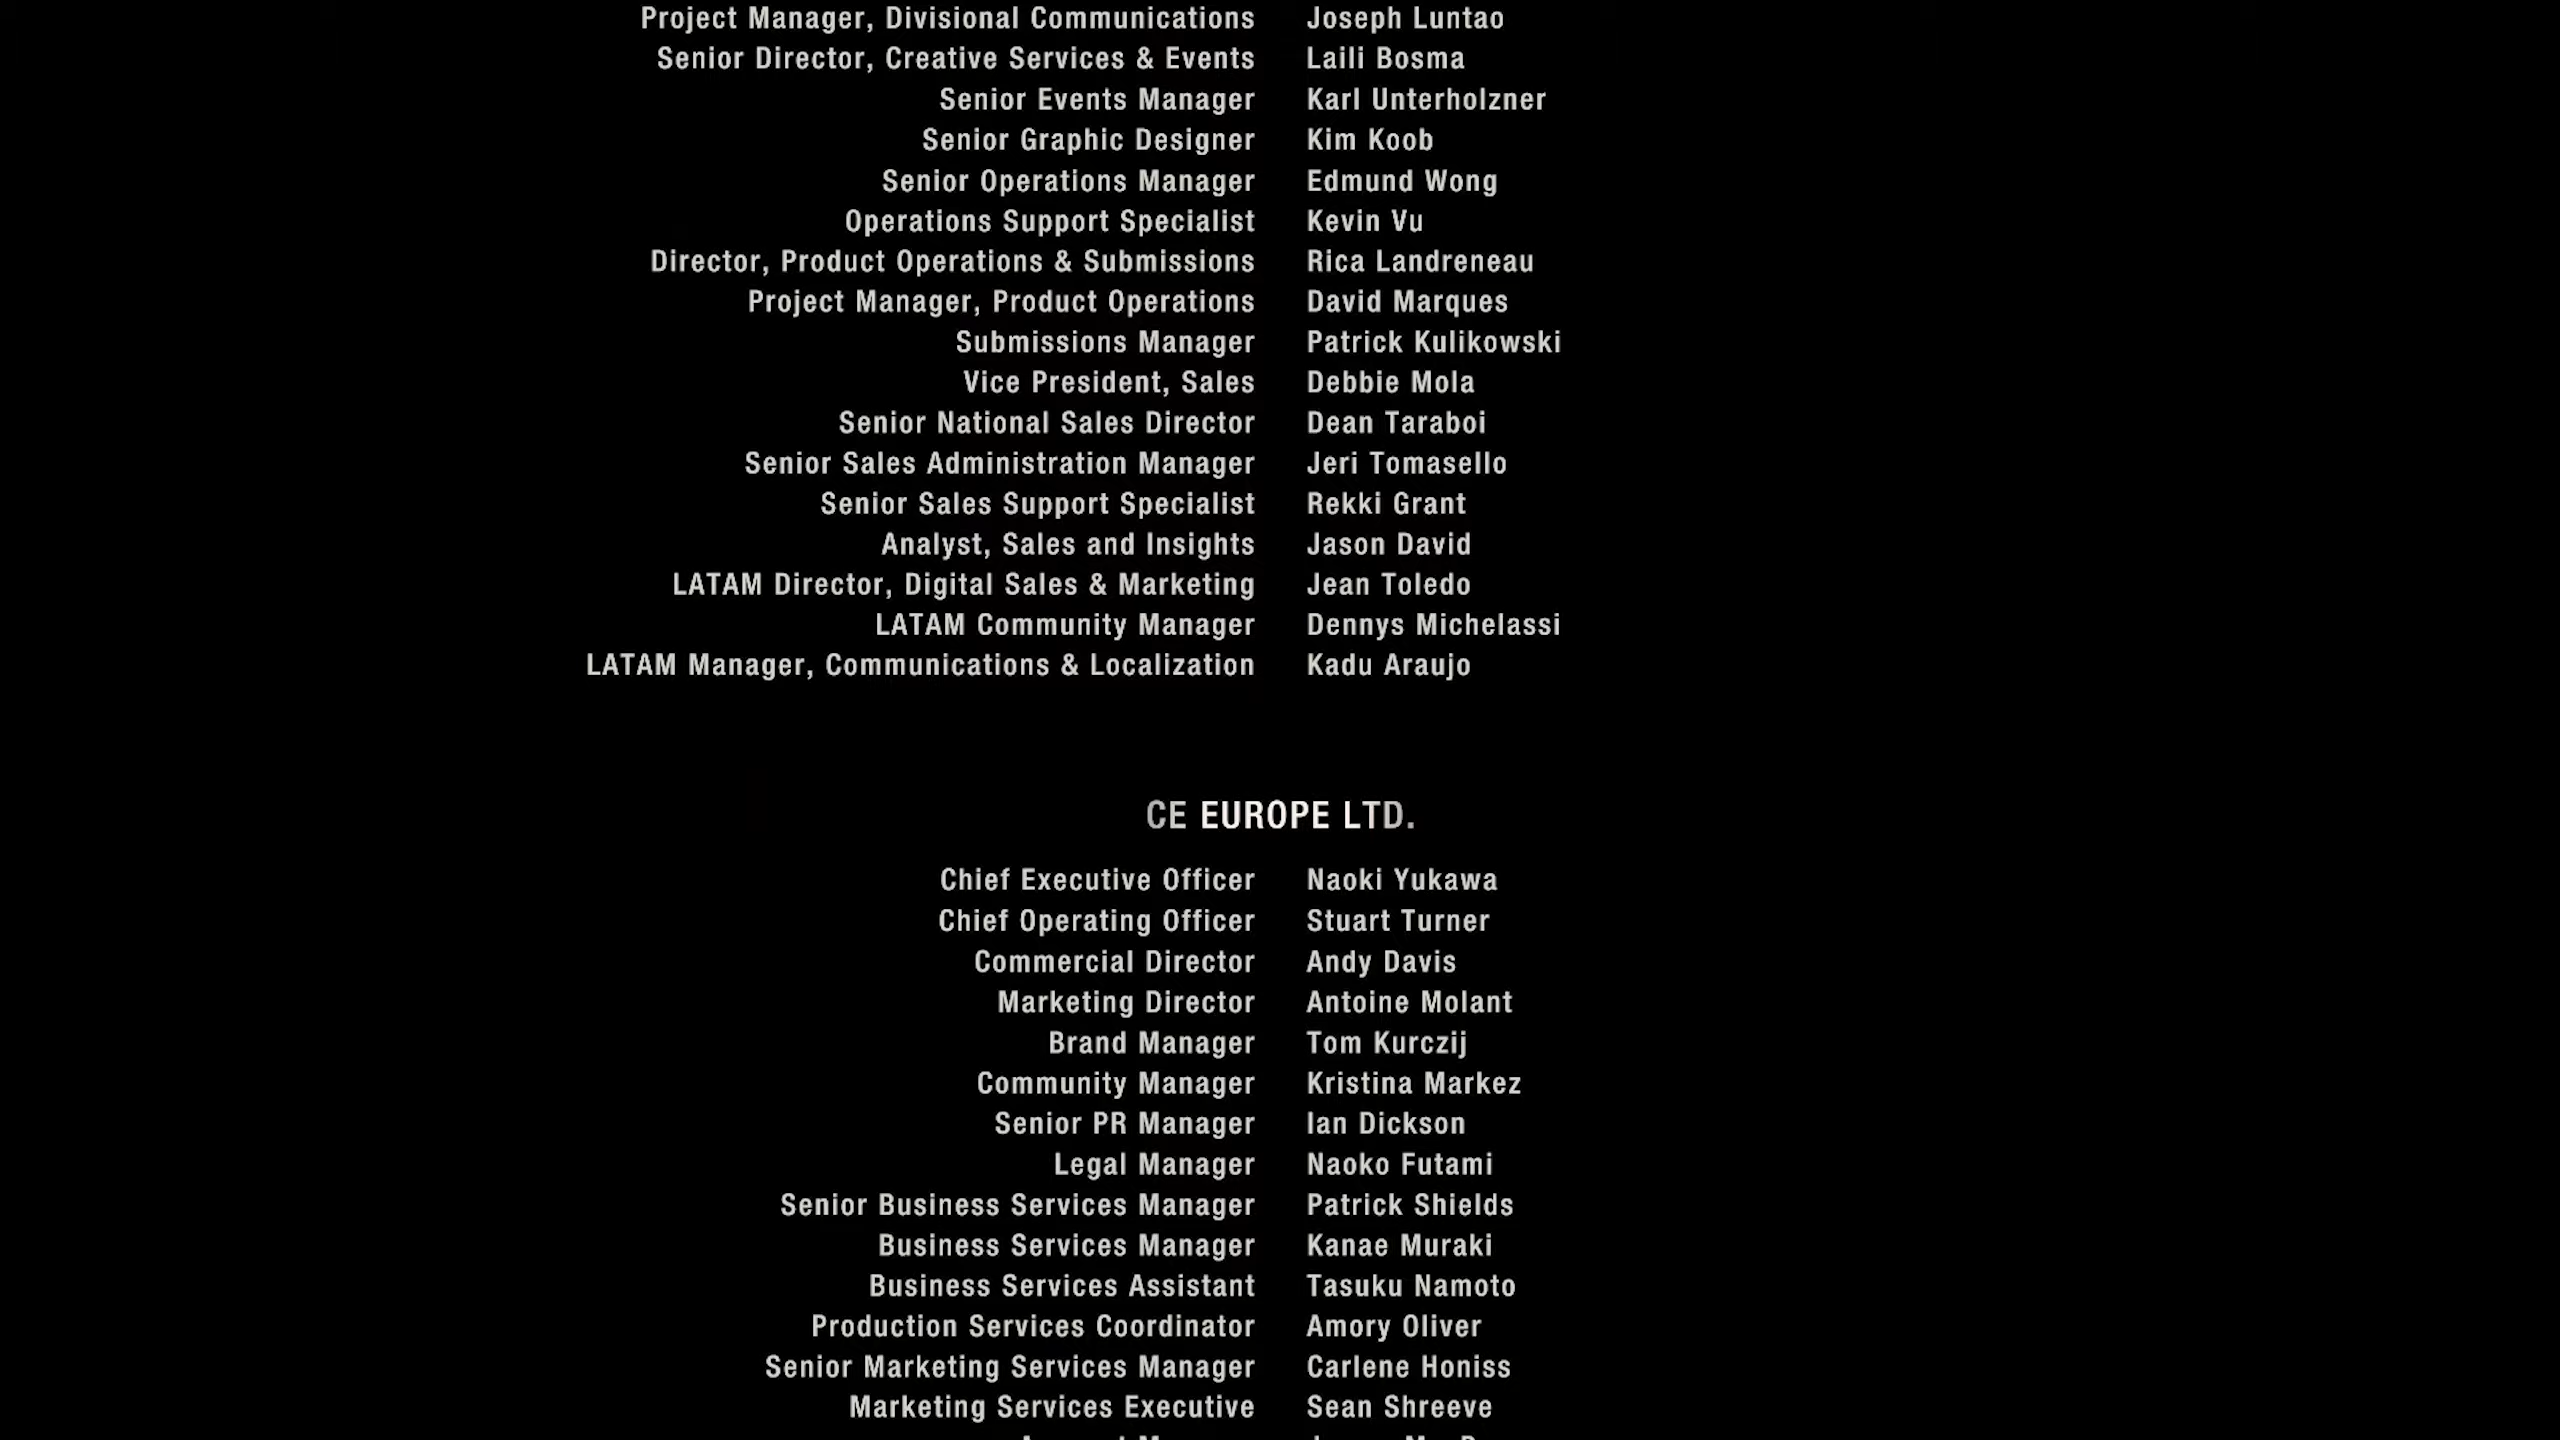 Project Manager, Divisional Communications Joseph Luntao
Senior Director, Creative Services & Events Laili Bosma
Senior Events Manager Karl Unterholzner
Senior Graphic Designer Kim Koob
Senior Operations Manager Edmund Wong
Operations Support Specialist Kevin Vu
Director, Product Operations & Submissions Rica Landreneau
Project Manager, Product Operations David Marques
Submissions Manager Patrick Kulikowski
Vice President, Sales Debbie Mola
Senior National Sales Director Dean Taraboi
Senior Sales Administration Manager Jeri Tomasello
Senior Sales Support Specialist Rekki Grant
Analyst, Sales and Insights Jason David
LATAM Director, Digital Sales & Marketing Jean Toledo
LATAM Community Manager Dennys Michelassi
LATAM Manager, Communications & Localization Kadu Araujo
CE EUROPE LTD.
Chief Executive Officer Naoki Yukawa
Chief Operating Officer Stuart Turner
Commercial Director Andy Davis
Marketing Director Antoine Molant
Brand Manager Tom Kurczij
Community Manager Kristina Markez
Senior PR Manager Ian Dickson
Legal Manager Naoko Futami
Senior Business Services Manager Patrick Shields
Business Services Manager Kanae Muraki
Business Services Assistant Tasuku Namoto
Production Services Coordinator Amory Oliver
Senior Marketing Services Manager Carlene Honiss
Marketing Services Executive Sean Shreeve